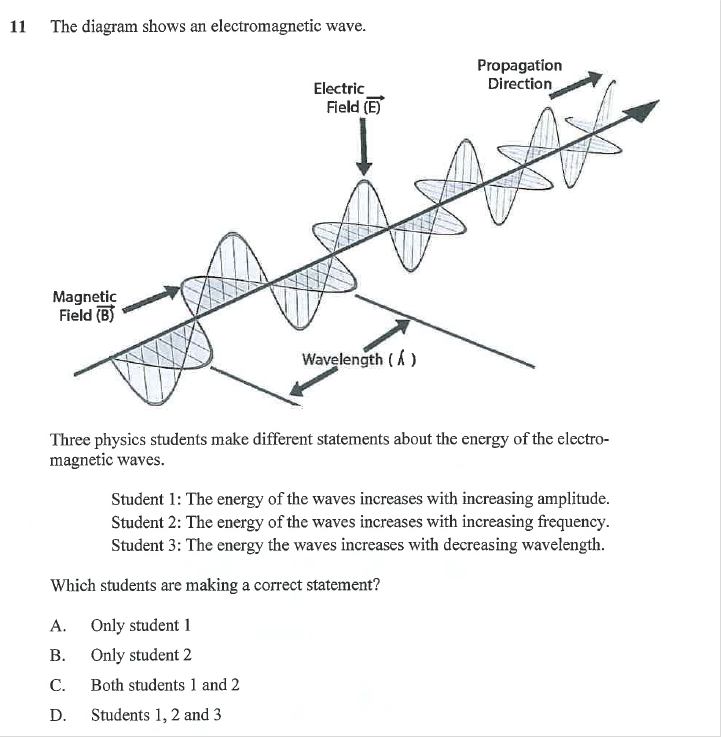 11 The diagram shows an electromagnetic wave.
Propagation
Direction
Electric
Field (E)
Magnetic
Field (B)
Wavelength (λ)
Three physics students make different statements about the energy of the electro-
magnetic waves.
Student 1: The energy of the waves increases with increasing amplitude.
Student 2: The energy of the waves increases with increasing frequency.
Student 3: The energy the waves increases with decreasing wavelength.
Which students are making a correct statement?
A. Only student 1
B. Only student 2
C. Both students 1 and 2
D. Students 1, 2 and 3